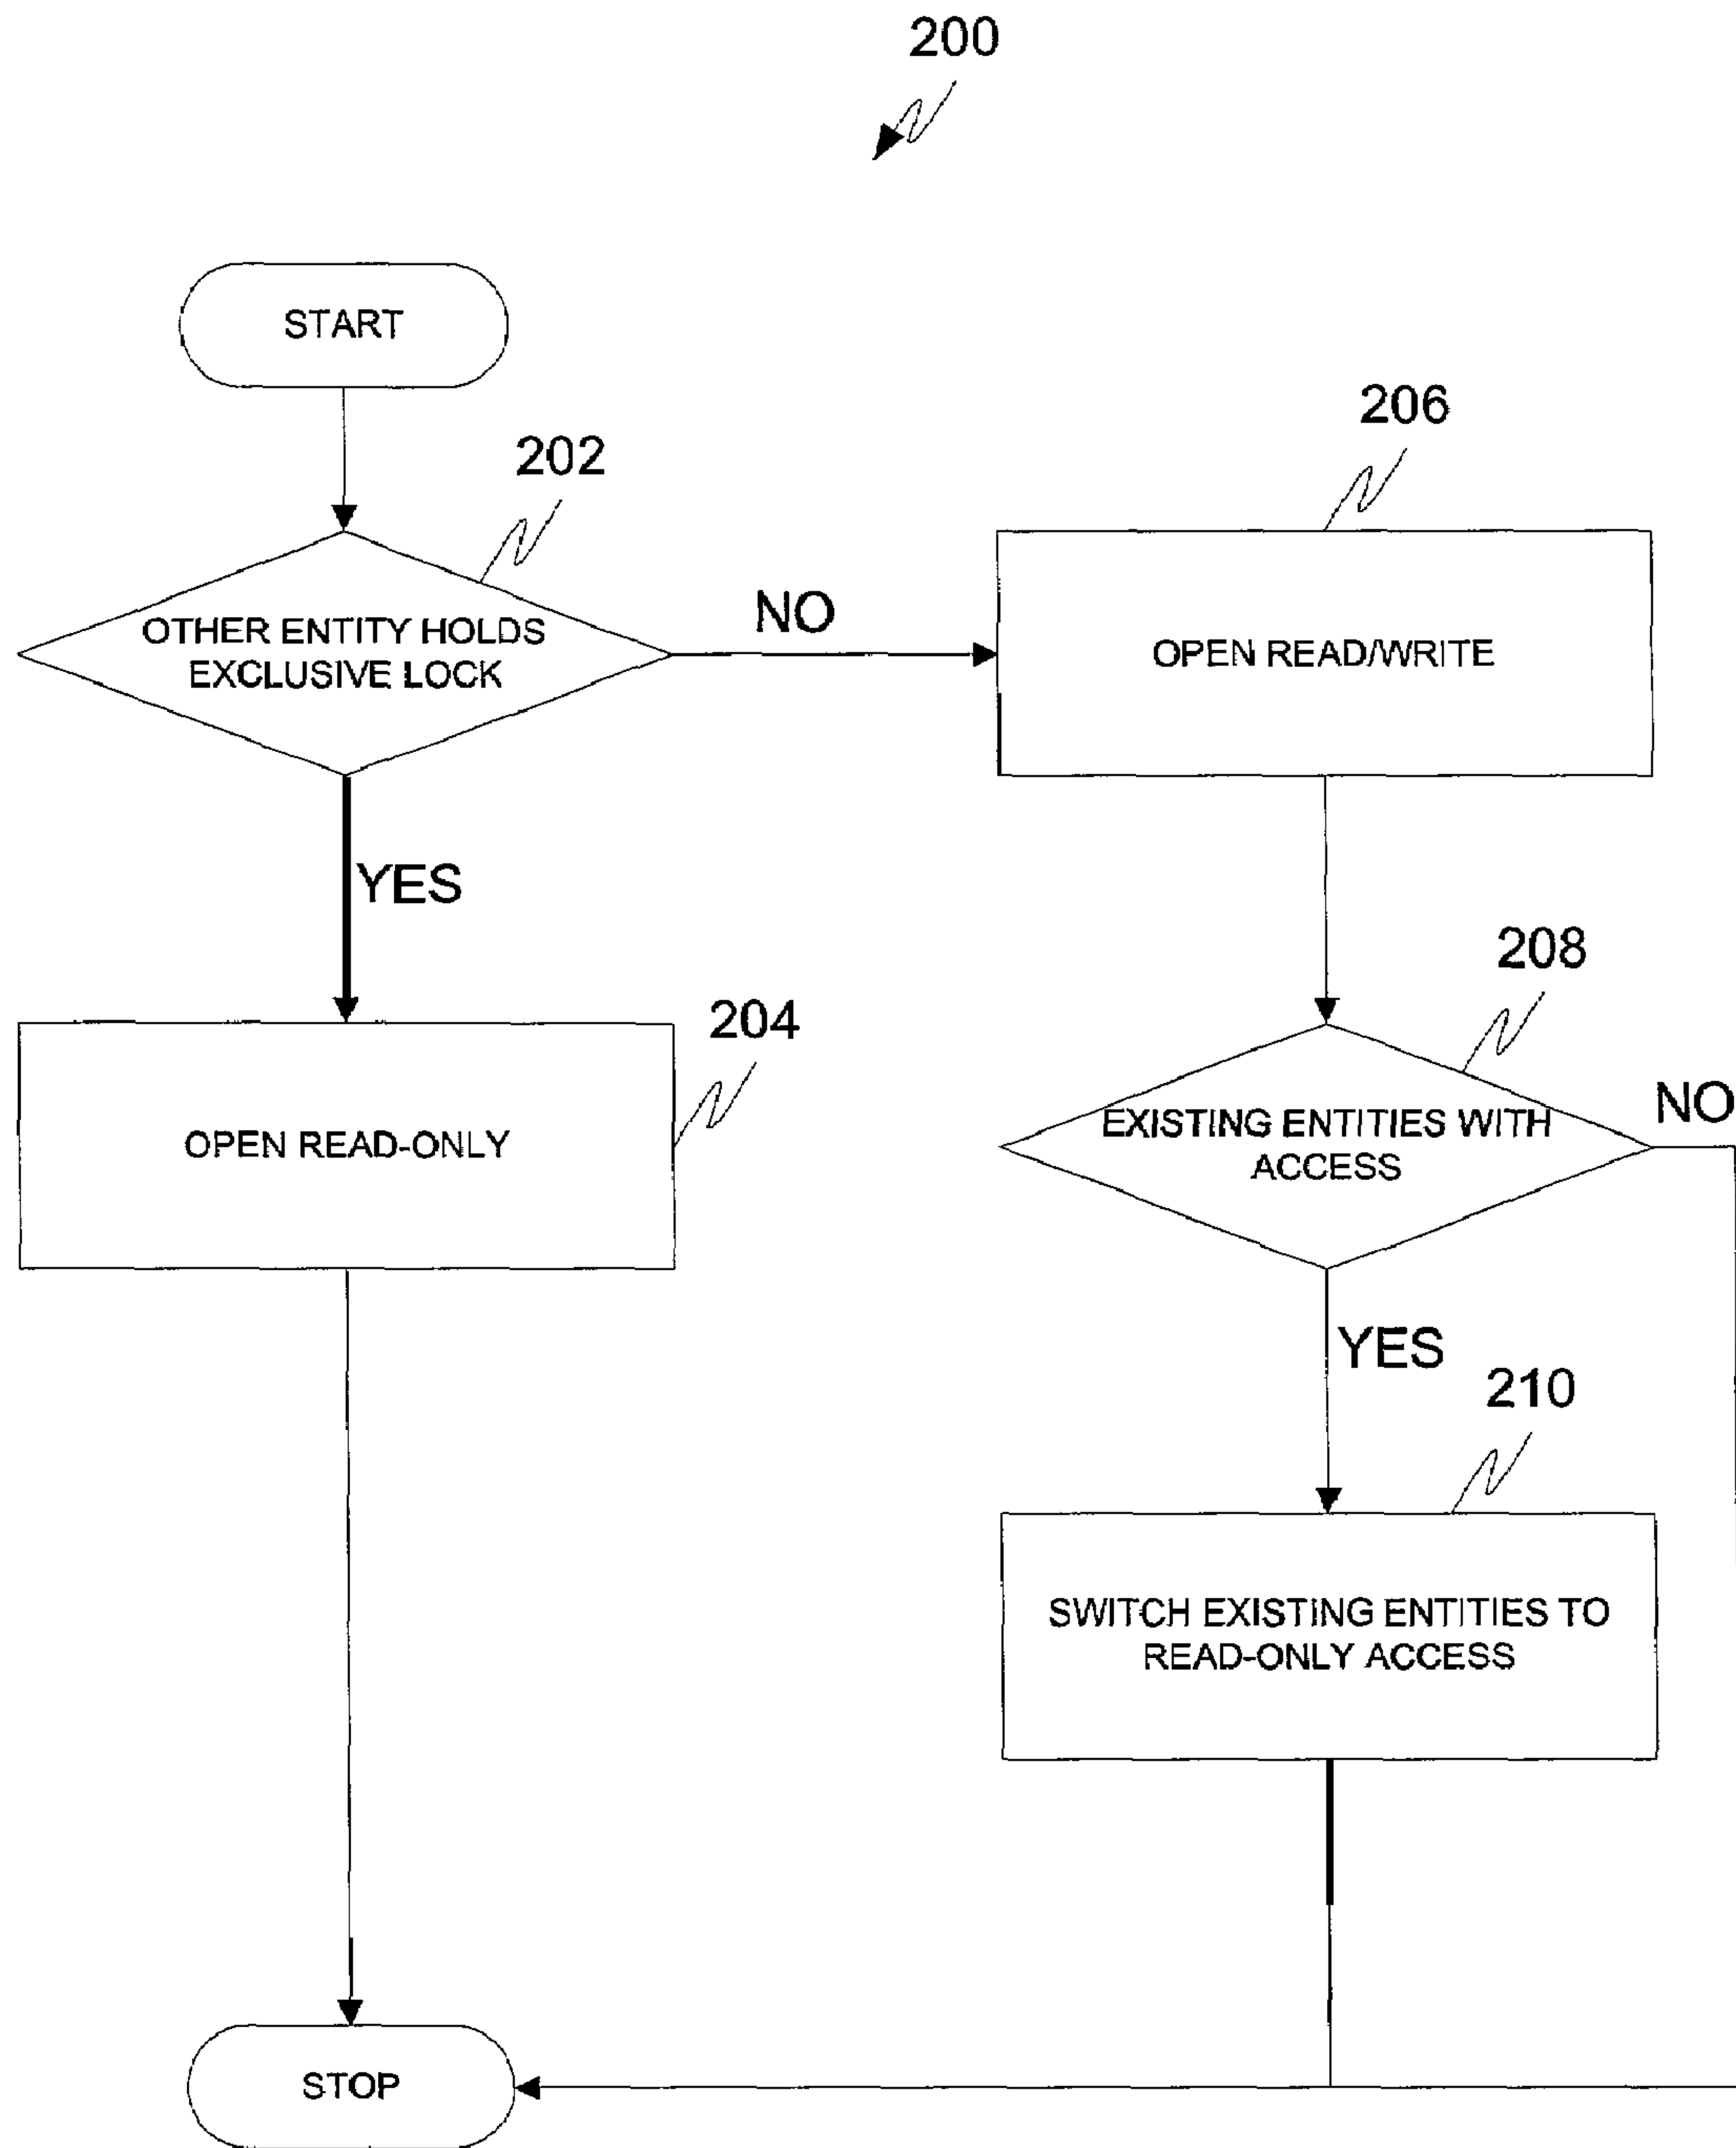 200
START
202
OTHER ENTITY HOLDS
EXCLUSIVE LOCK
NO
206
OPEN READ/WRITE
YES
204
OPEN READ-ONLY
208
EXISTING ENTITIES WITH
ACCESS
NO
YES
210
SWITCH EXISTING ENTITIES TO
READ-ONLY ACCESS
STOP